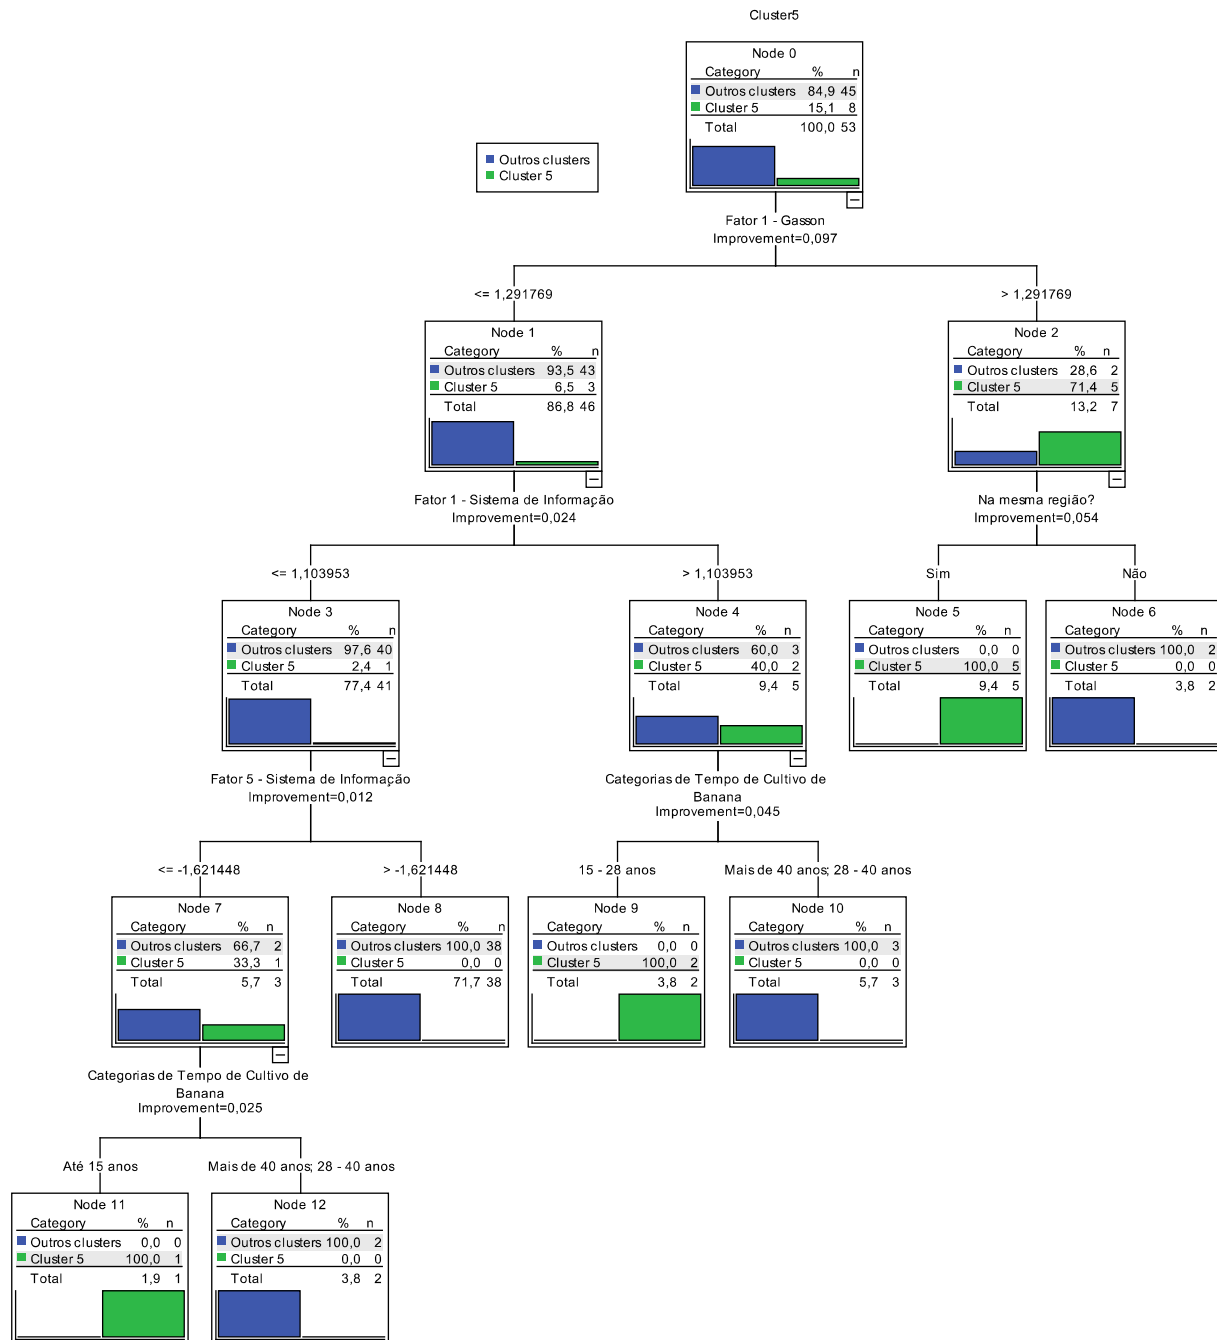 Cluster5
Node 0
Category % n
Outros clusters 84,9 45
Cluster 5 15,1 8
Total 100,0 53
Outros clusters
Cluster 5
Fator 1 - Gasson
Improvement=0,097
<= 1,291769
> 1,291769
Node 1
Category % n
Outros clusters 93,5 43
Cluster 5 6,5 3
Total 86,8 46
Node 2
Category % n
Outros clusters 28,6 2
Cluster 5 71,4 5
Total 13,2 7
Fator 1 - Sistema de Informação
Improvement=0,024
Na mesma região?
Improvement=0,054
<= 1,103953
> 1,103953
Sim
Não
Node 3
Category % n
Outros clusters 97,6 40
Cluster 5 2,4 1
Total 77,4 41
Node 4
Category % n
Outros clusters 60,0 3
Cluster 5 40,0 2
Total 9,4 5
Node 5
Category % n
Outros clusters 0,0 0
Cluster 5 100,0 5
Total 9,4 5
Node 6
Category % n
Outros clusters 100,0 2
Cluster 5 0,0 0
Total 3,8 2
Fator 5 - Sistema de Informação
Improvement=0,012
Categorias de Tempo de Cultivo de
Banana
Improvement=0,045
<= -1,621448
> -1,621448
15 - 28 anos
Mais de 40 anos; 28 - 40 anos
Node 7
Category % n
Outros clusters 66,7 2
Cluster 5 33,3 1
Total 5,7 3
Node 8
Category % n
Outros clusters 100,0 38
Cluster 5 0,0 0
Total 71,7 38
Node 9
Category % n
Outros clusters 0,0 0
Cluster 5 100,0 2
Total 3,8 2
Node 10
Category % n
Outros clusters 100,0 3
Cluster 5 0,0 0
Total 5,7 3
Categorias de Tempo de Cultivo de
Banana
Improvement=0,025
Até 15 anos
Mais de 40 anos; 28 - 40 anos
Node 11
Category % n
Outros clusters 0,0 0
Cluster 5 100,0 1
Total 1,9 1
Node 12
Category % n
Outros clusters 100,0 2
Cluster 5 0,0 0
Total 3,8 2